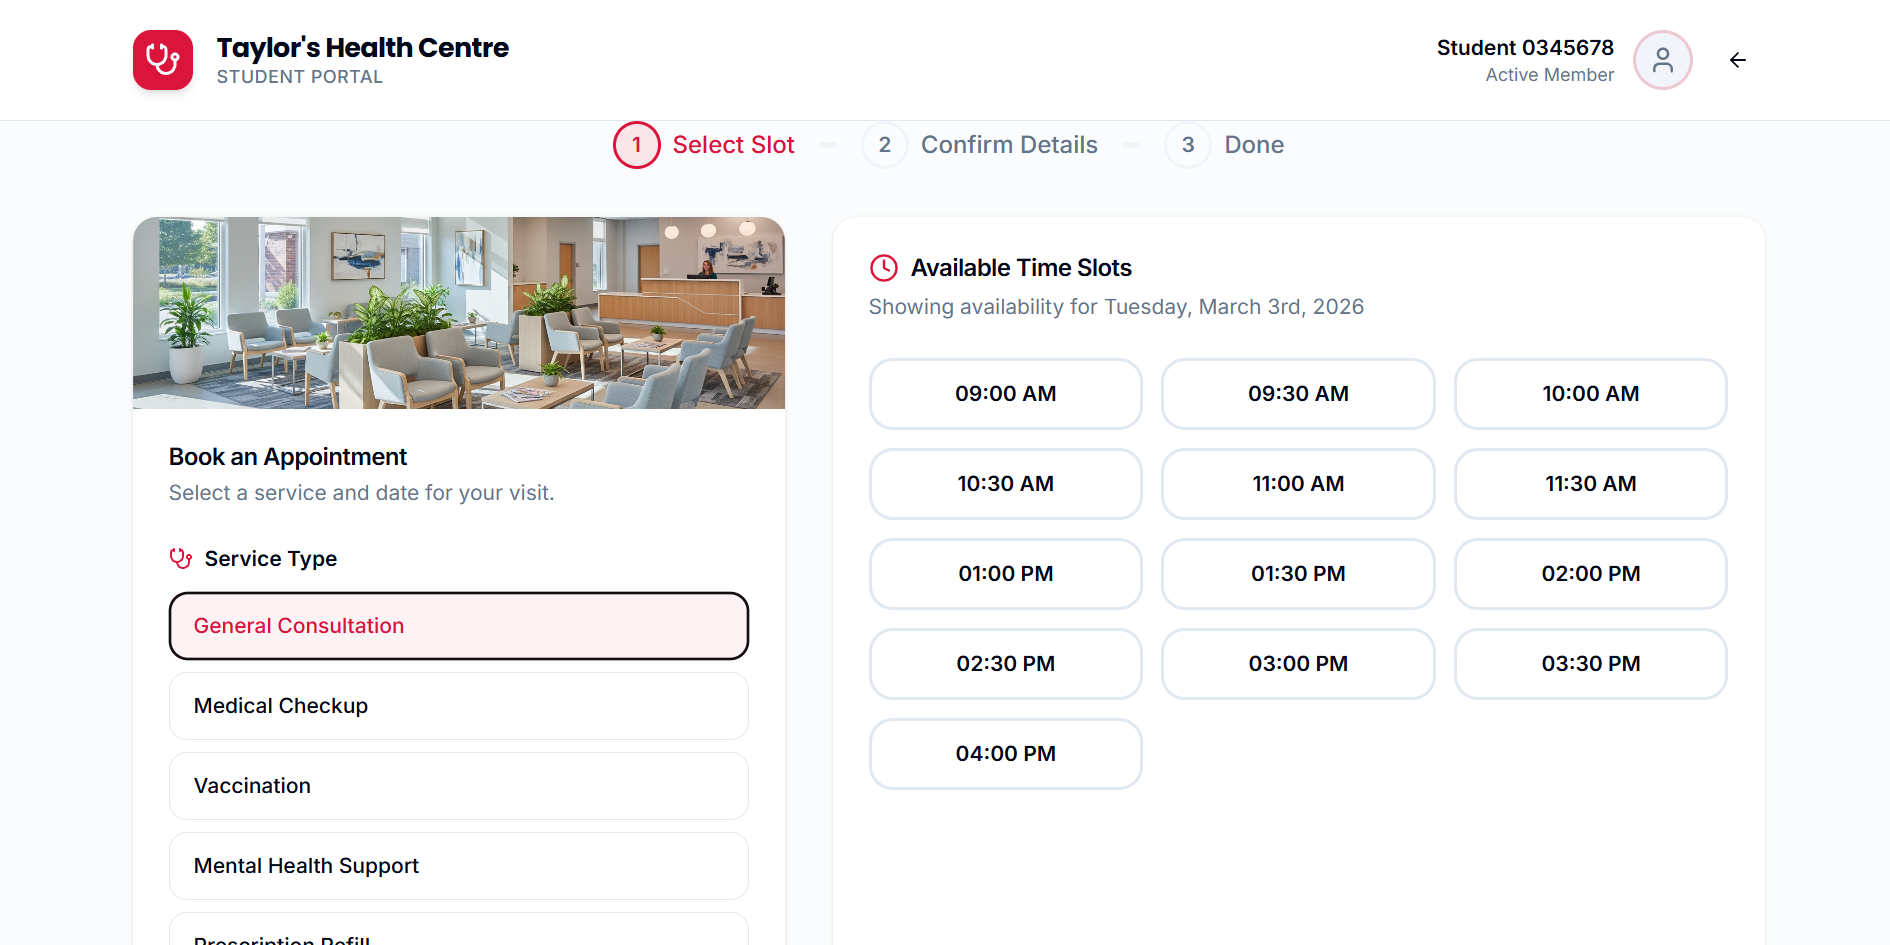 Taylor's Health Centre
STUDENT PORTAL
Student 0345678
Active Member
1 Select Slot
2 Confirm Details
3 Done
Book an Appointment
Select a service and date for your visit.
Service Type
General Consultation
Medical Checkup
Vaccination
Mental Health Support
Prescription Refill
Available Time Slots
Showing availability for Tuesday, March 3rd, 2026
09:00 AM
09:30 AM
10:00 AM
10:30 AM
11:00 AM
11:30 AM
01:00 PM
01:30 PM
02:00 PM
02:30 PM
03:00 PM
03:30 PM
04:00 PM